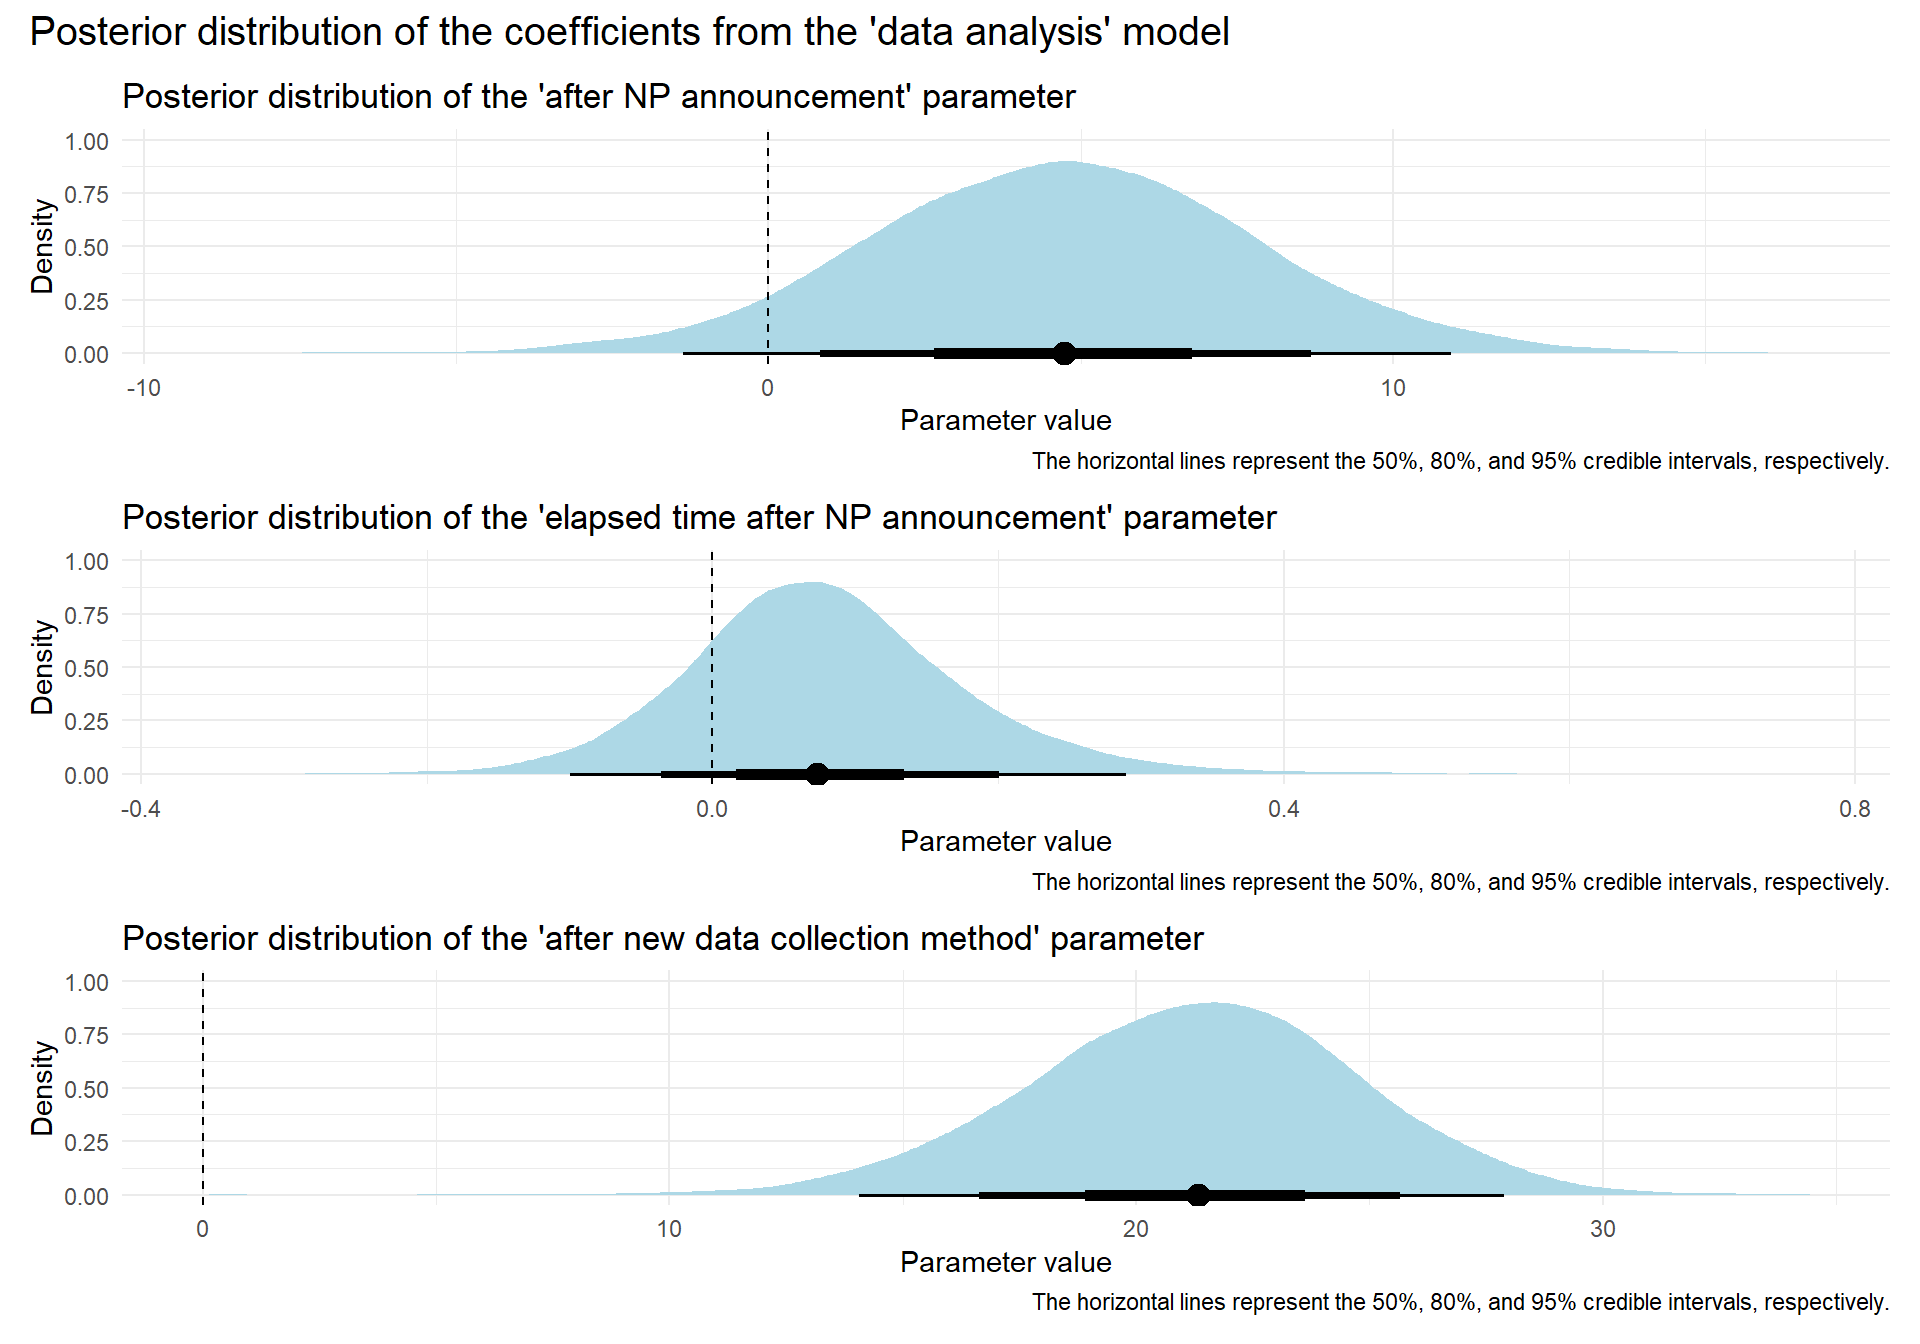 Posterior distribution of the coefficients from the 'data analysis' model
Posterior distribution of the 'after NP announcement' parameter
Density
1.00
0.75
0.50
0.25
0.00
-10 0 10
Parameter value
The horizontal lines represent the 50%, 80%, and 95% credible intervals, respectively.
Posterior distribution of the 'elapsed time after NP announcement' parameter
Density
1.00
0.75
0.50
0.25
0.00
-0.4 0.0 0.4 0.8
Parameter value
The horizontal lines represent the 50%, 80%, and 95% credible intervals, respectively.
Posterior distribution of the 'after new data collection method' parameter
Density
1.00
0.75
0.50
0.25
0.00
0 10 20 30
Parameter value
The horizontal lines represent the 50%, 80%, and 95% credible intervals, respectively.